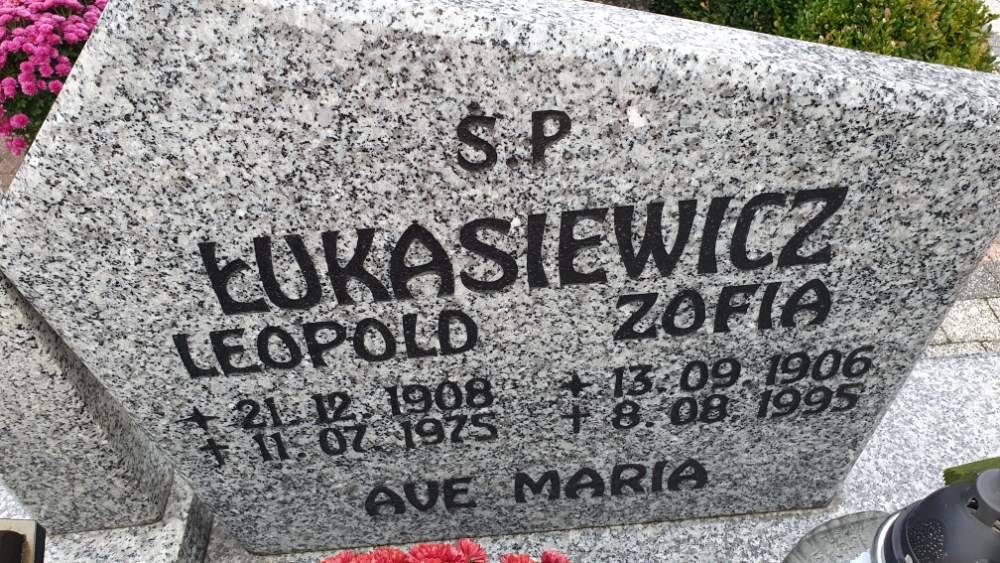 Ś.P.
ŁUKASIEWICZ
LEOPOLD ZOFIA
21.12.1908 13.09.1906
+ 11.07.1975 + 8.08.1995
AVE MARIA